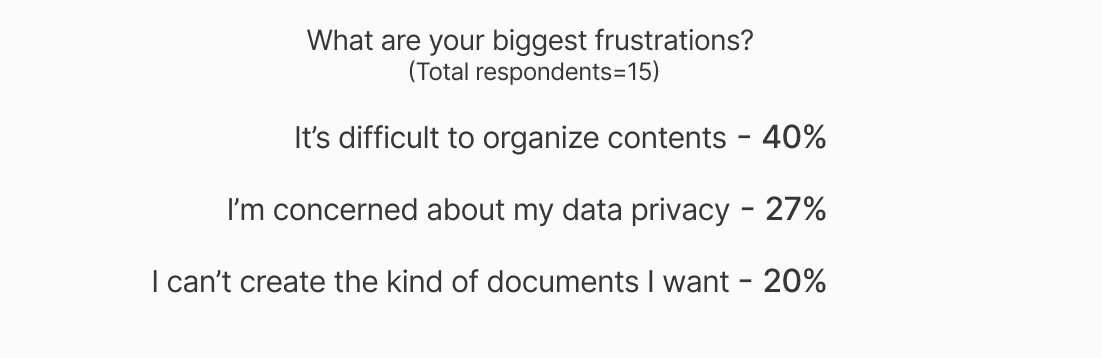 What are your biggest frustrations?
(Total respondents=15)
It’s difficult to organize contents - 40%
I’m concerned about my data privacy - 27%
I can’t create the kind of documents I want - 20%